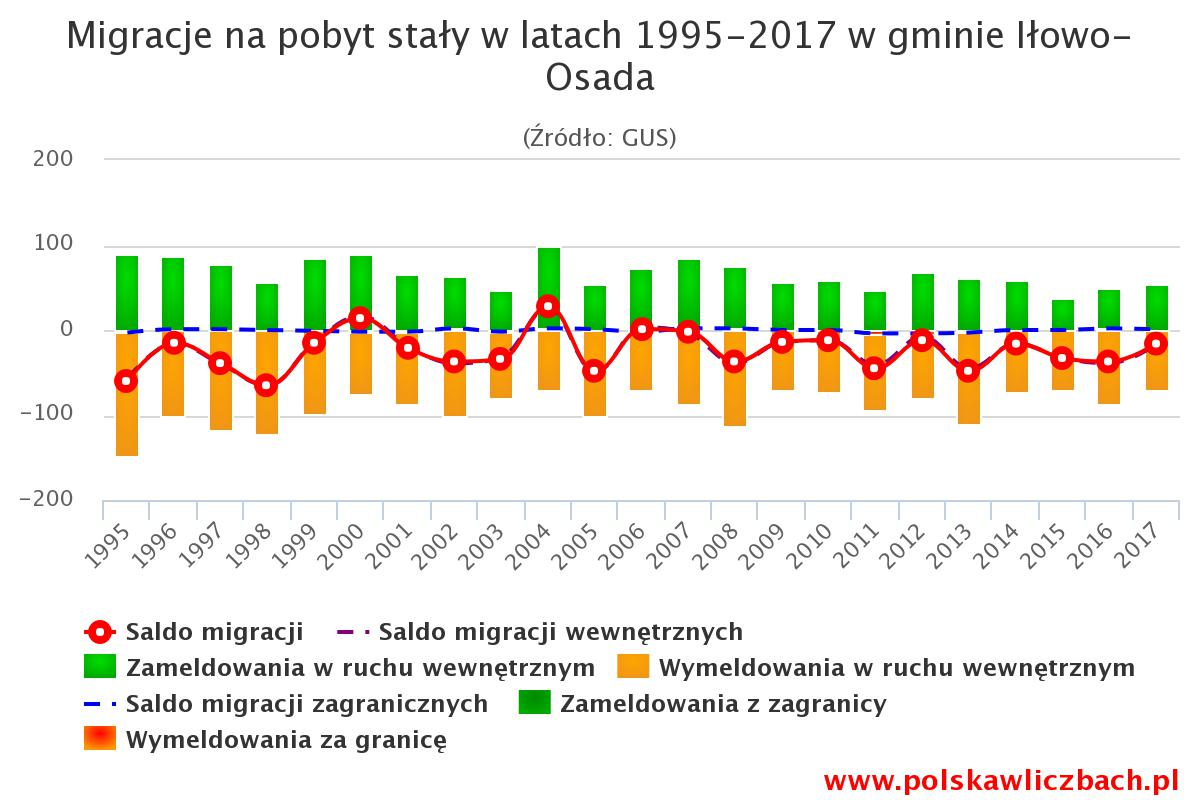 Migracje na pobyt stały w latach 1995-2017 w gminie Iłowo-
Osada
(Źródło: GUS)
200
100
0
-100
-200
1995 1996 1997 1998 1999 2000 2001 2002 2003 2004 2005 2006 2007 2008 2009 2010 2011 2012 2013 2014 2015 2016 2017
Saldo migracji Saldo migracji wewnętrznych
Zameldowania w ruchu wewnętrznym Wymeldowania w ruchu wewnętrznym
Saldo migracji zagranicznych Zameldowania z zagranicy
Wymeldowania za granicę
www.polskawliczbach.pl